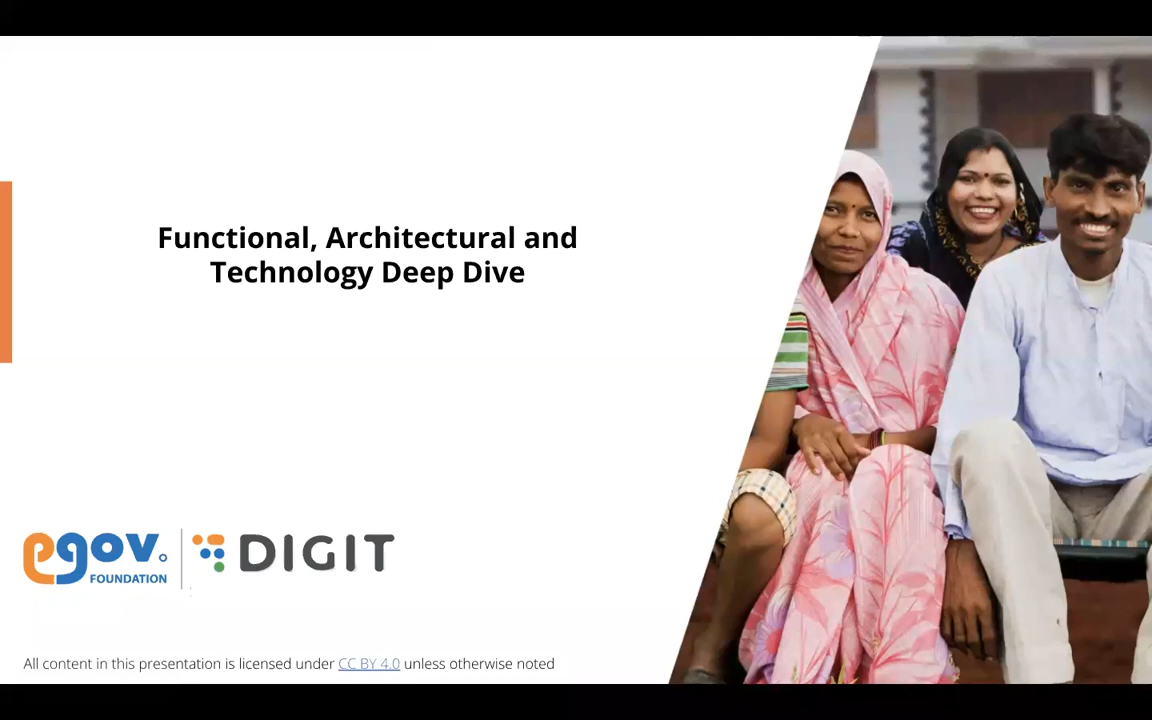 Functional, Architectural and
Technology Deep Dive
egov.
FOUNDATION
DIGIT
All content in this presentation is licensed under CC BY 4.0 unless otherwise noted